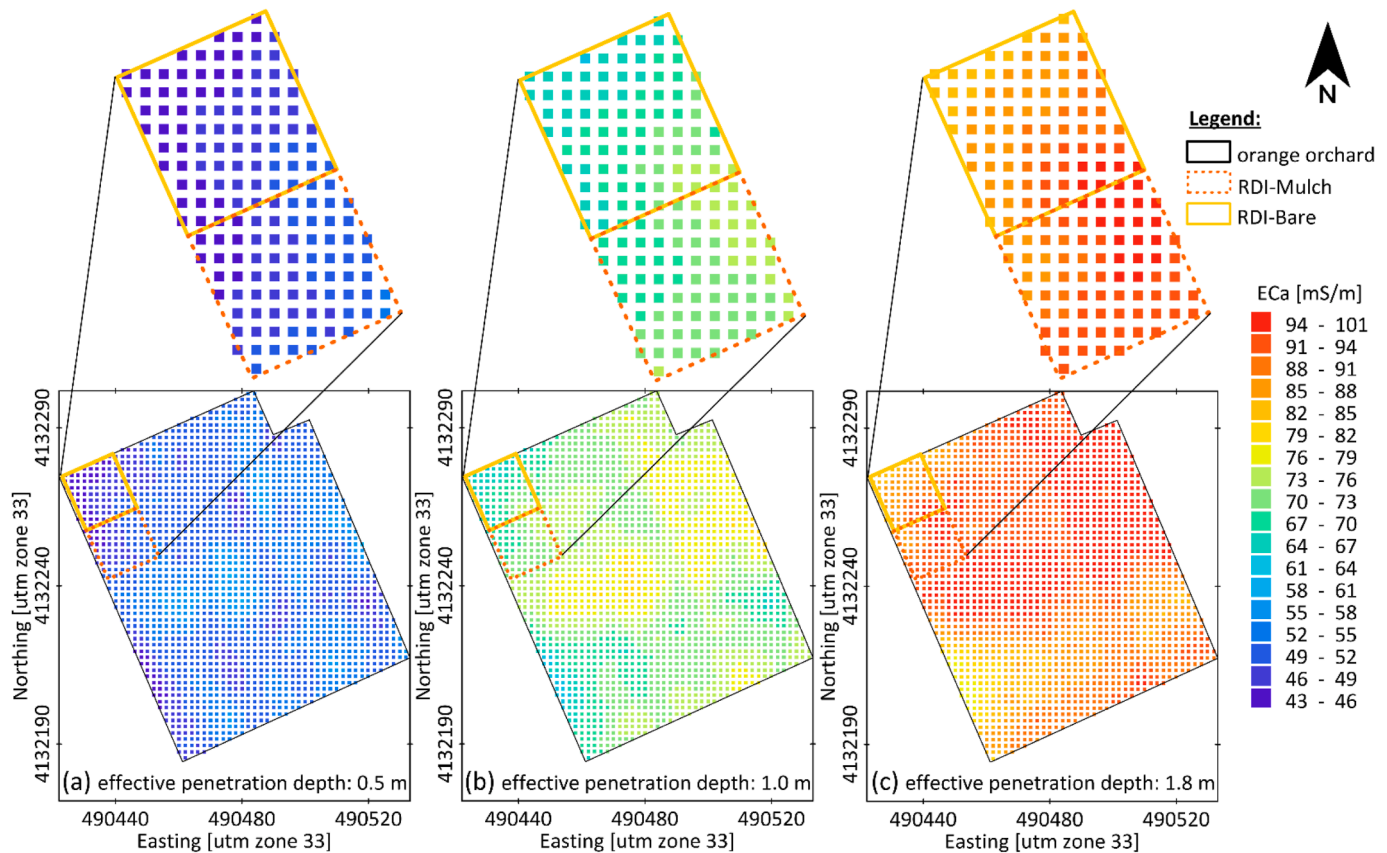 N
Legend:
orange orchard
RDI-Mulch
RDI-Bare
ECa [mS/m]
94 - 101
91 - 94
88 - 91
85 - 88
82 - 85
79 - 82
76 - 79
73 - 76
70 - 73
67 - 70
64 - 67
61 - 64
58 - 61
55 - 58
52 - 55
49 - 52
46 - 49
43 - 46
Northing [utm zone 33]
4132290
4132240
4132190
(a) effective penetration depth: 0.5 m
490440 490480 490520
Easting [utm zone 33]
Northing [utm zone 33]
4132290
4132240
4132190
(b) effective penetration depth: 1.0 m
490440 490480 490520
Easting [utm zone 33]
Northing [utm zone 33]
4132290
4132240
4132190
(c) effective penetration depth: 1.8 m
490440 490480 490520
Easting [utm zone 33]